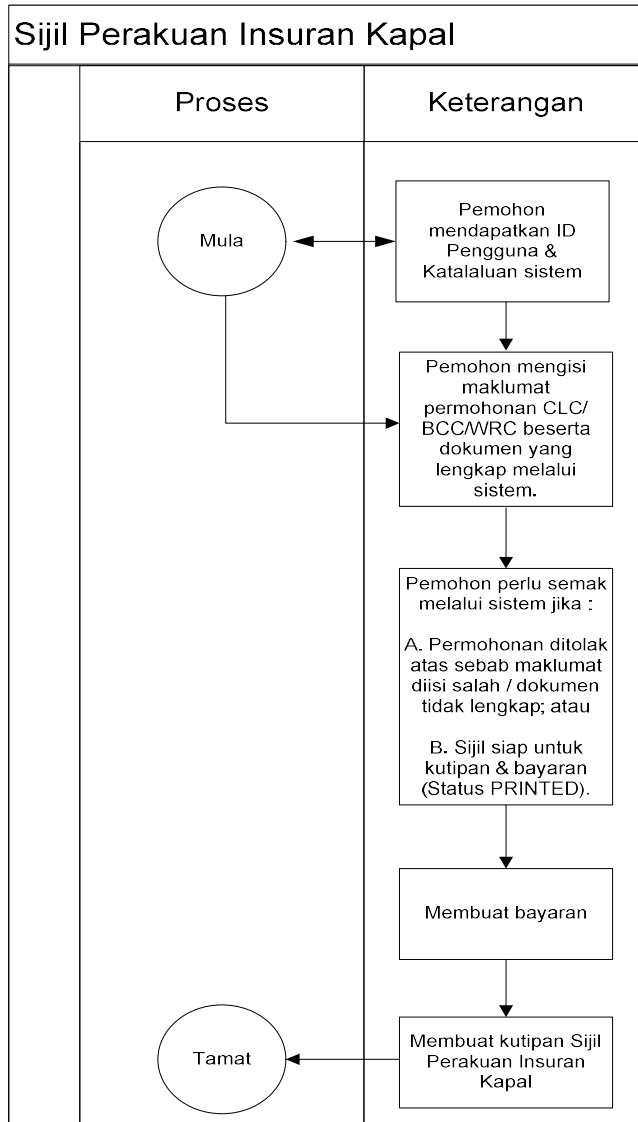 Sijil Perakuan Insuran Kapal
Proses
Keterangan
Mula
Pemohon
mendapatkan ID
Pengguna &
Katalaluan sistem
Pemohon mengisi
maklumat
permohonan CLC/
BCC/WRC beserta
dokumen yang
lengkap melalui
sistem.
Pemohon perlu semak
melalui sistem jika :
A. Permohonan ditolak
atas sebab maklumat
diisi salah / dokumen
tidak lengkap; atau
B. Sijil siap untuk
kutipan & bayaran
(Status PRINTED).
Membuat bayaran
Tamat
Membuat kutipan Sijil
Perakuan Insuran
Kapal